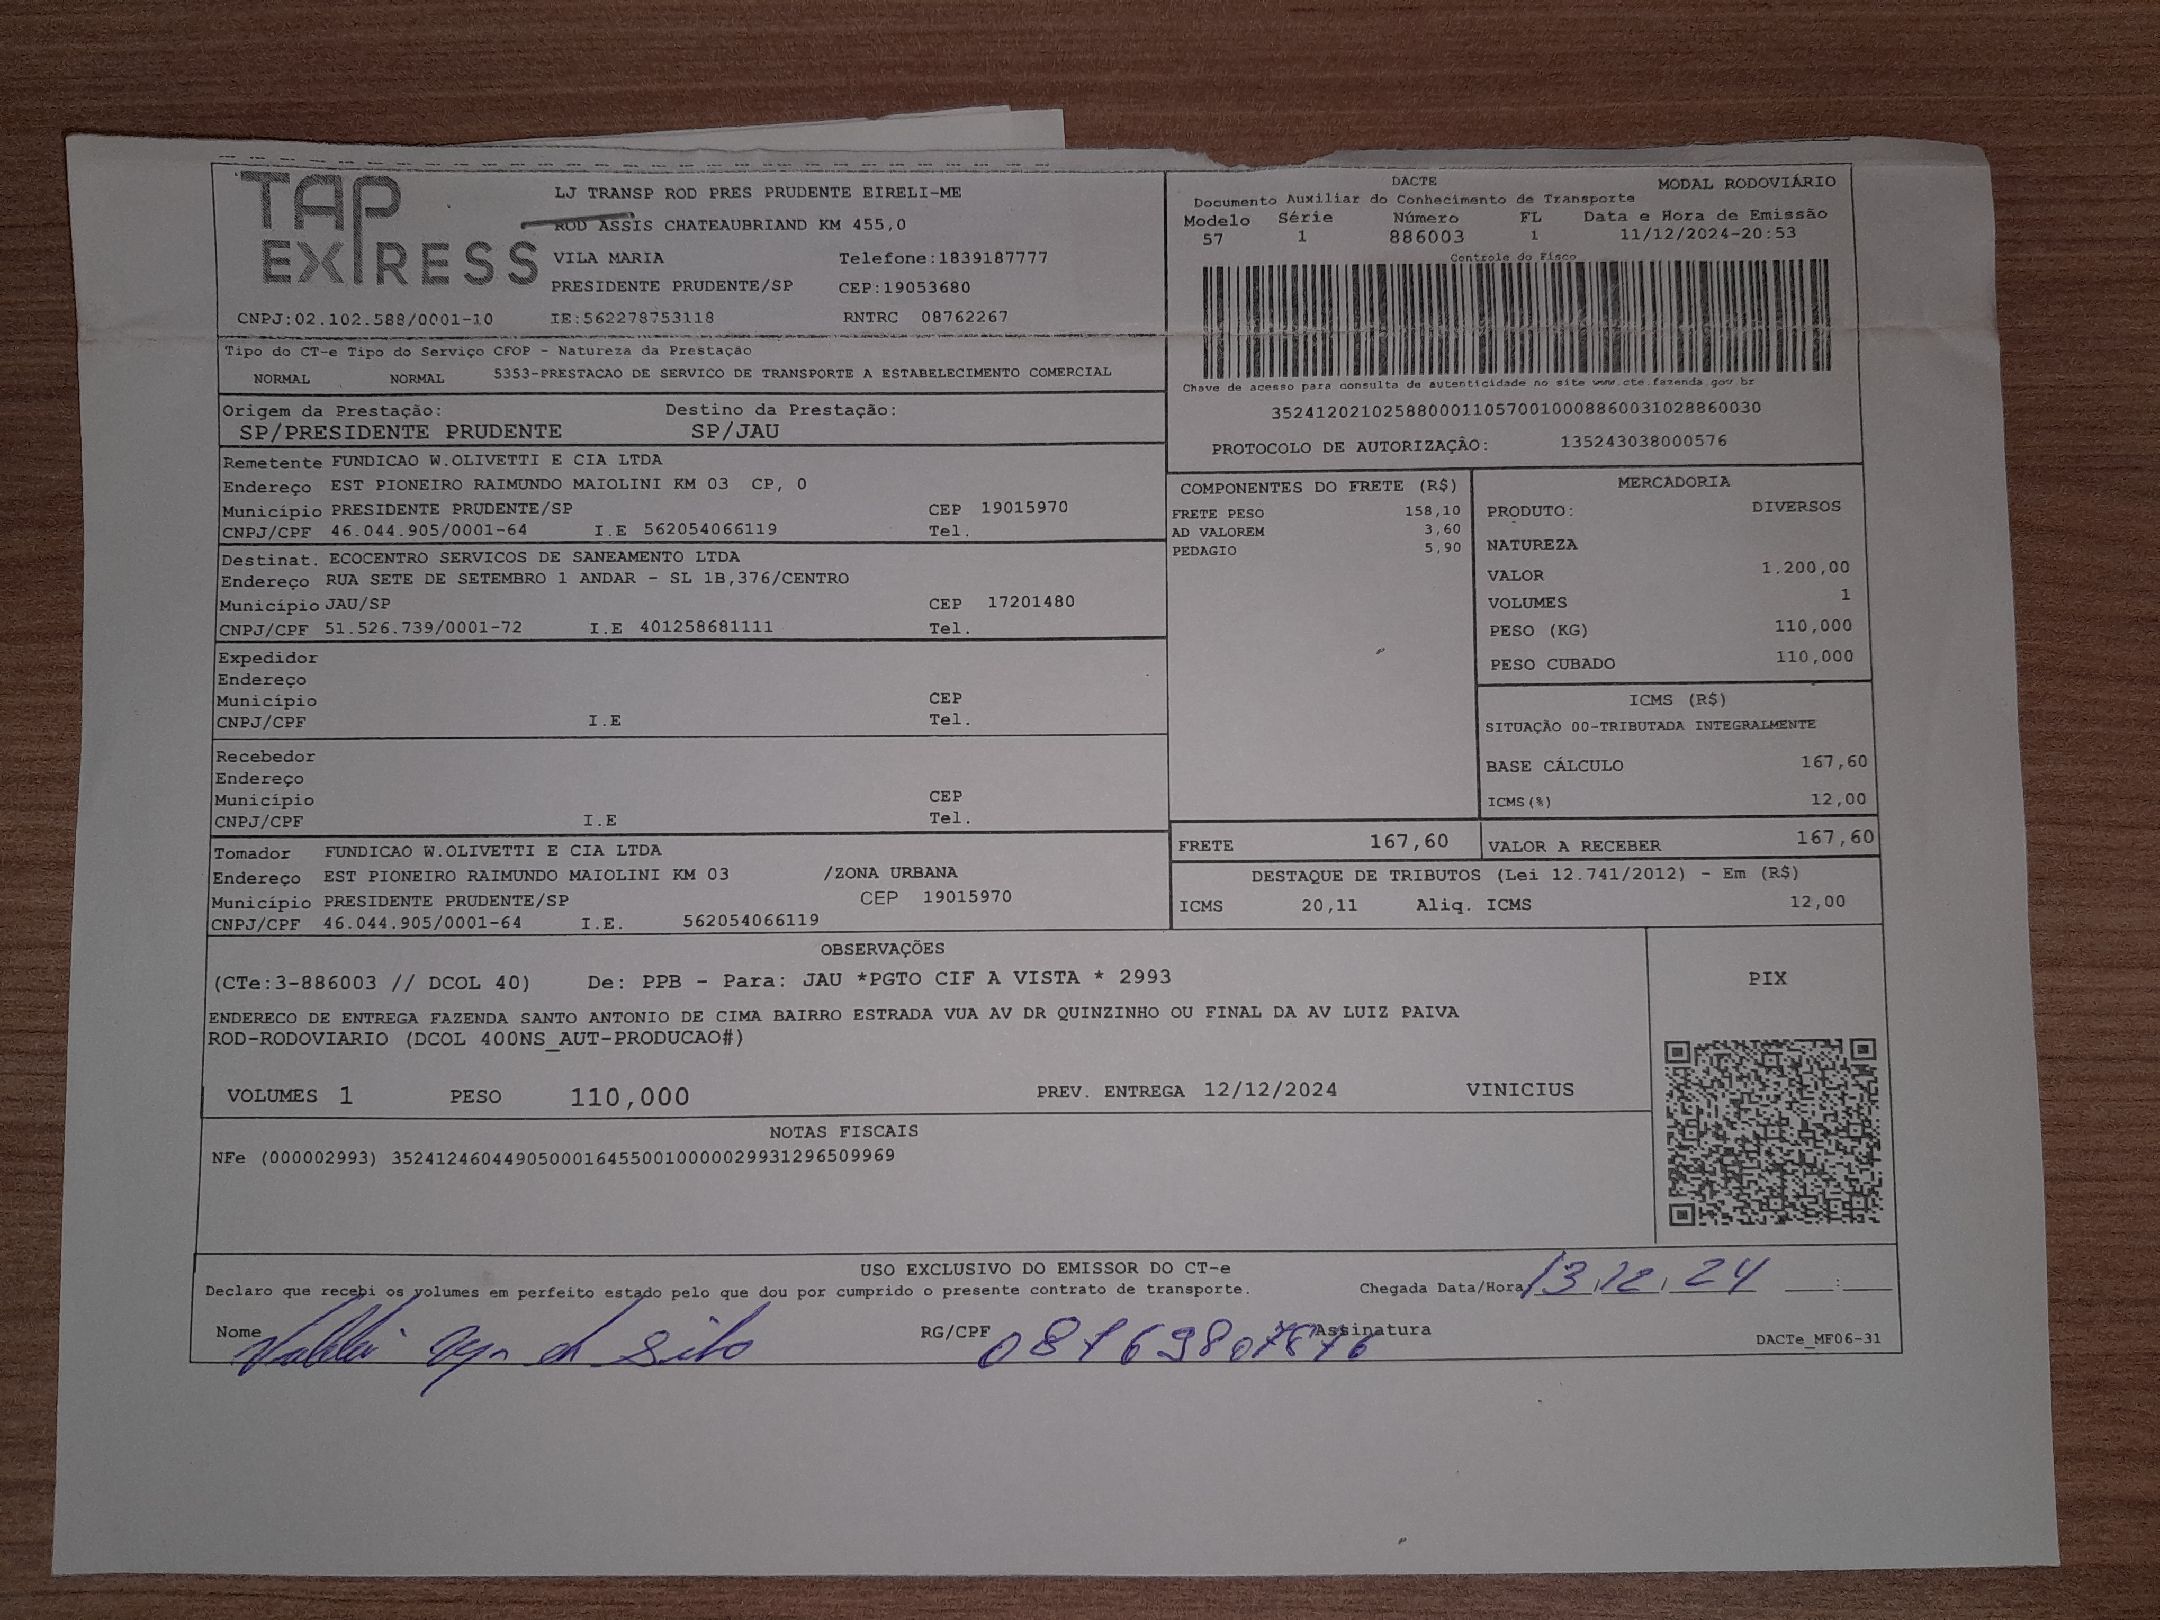 TAP EXPRESS
LJ TRANSP ROD PRES PRUDENTE EIRELI-ME
ROD ASSIS CHATEAUBRIAND KM 455,0
VILA MARIA Telefone:1839187777
PRESIDENTE PRUDENTE/SP CEP:19053680
CNPJ:02.102.588/0001-10 IE:562278753118 RNTRC 08762267
Tipo do CT-e Tipo do Serviço CFOP - Natureza da Prestação
NORMAL NORMAL 5353-PRESTACAO DE SERVICO DE TRANSPORTE A ESTABELECIMENTO COMERCIAL
Origem da Prestação: Destino da Prestação:
SP/PRESIDENTE PRUDENTE SP/JAU
Remetente FUNDICAO W.OLIVETTI E CIA LTDA
Endereço EST PIONEIRO RAIMUNDO MAIOLINI KM 03 CP, 0
Município PRESIDENTE PRUDENTE/SP CEP 19015970
CNPJ/CPF 46.044.905/0001-64 I.E 562054066119 Tel.
Destinat. ECOCENTRO SERVICOS DE SANEAMENTO LTDA
Endereço RUA SETE DE SETEMBRO 1 ANDAR - SL 1B,376/CENTRO
Município JAU/SP CEP 17201480
CNPJ/CPF 51.526.739/0001-72 I.E 401258681111 Tel.
Expedidor
Endereço
Município CEP
CNPJ/CPF I.E Tel.
Recebedor
Endereço
Município CEP
CNPJ/CPF I.E Tel.
Tomador FUNDICAO W.OLIVETTI E CIA LTDA
Endereço EST PIONEIRO RAIMUNDO MAIOLINI KM 03 /ZONA URBANA
Município PRESIDENTE PRUDENTE/SP CEP 19015970
CNPJ/CPF 46.044.905/0001-64 I.E. 562054066119
DACTE MODAL RODOVIÁRIO
Documento Auxiliar do Conhecimento de Transporte
Modelo Série Número FL Data e Hora de Emissão
57 1 886003 1 11/12/2024-20:53
Controle do Fisco
Chave de acesso para consulta de autenticidade no site www.cte.fazenda.gov.br
35241202102588000110570010008860031028860030
PROTOCOLO DE AUTORIZAÇÃO: 135243038000576
COMPONENTES DO FRETE (R$)
FRETE PESO 158,10
AD VALOREM 3,60
PEDAGIO 5,90
MERCADORIA
PRODUTO: DIVERSOS
NATUREZA
VALOR 1.200,00
VOLUMES 1
PESO (KG) 110,000
PESO CUBADO 110,000
ICMS (R$)
SITUAÇÃO 00-TRIBUTADA INTEGRALMENTE
BASE CÁLCULO 167,60
ICMS(%) 12,00
FRETE 167,60 VALOR A RECEBER 167,60
DESTAQUE DE TRIBUTOS (Lei 12.741/2012) - Em (R$)
ICMS 20,11 Aliq. ICMS 12,00
OBSERVAÇÕES
(CTe:3-886003 // DCOL 40) De: PPB - Para: JAU *PGTO CIF A VISTA * 2993
ENDERECO DE ENTREGA FAZENDA SANTO ANTONIO DE CIMA BAIRRO ESTRADA VUA AV DR QUINZINHO OU FINAL DA AV LUIZ PAIVA
ROD-RODOVIARIO (DCOL 400NS_AUT-PRODUCAO#)
VOLUMES 1 PESO 110,000 PREV. ENTREGA 12/12/2024 VINICIUS
PIX
NOTAS FISCAIS
NFe (000002993) 35241246044905000164550010000029931296509969
USO EXCLUSIVO DO EMISSOR DO CT-e
Declaro que recebi os volumes em perfeito estado pelo que dou por cumprido o presente contrato de transporte. Chegada Data/Hora 13/12/24 :
Nome Silva RG/CPF Assinatura DACTe_MF06-31